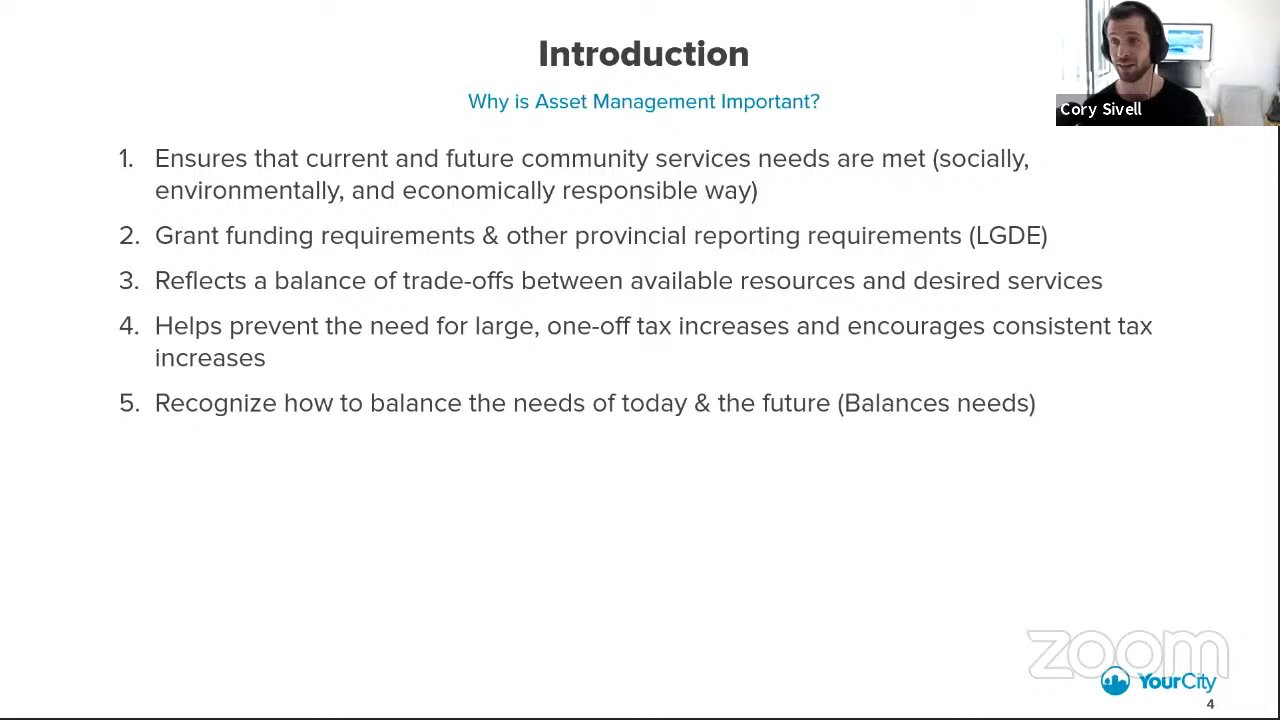 Introduction
Why is Asset Management Important?
Cory Sivell
1. Ensures that current and future community services needs are met (socially,
environmentally, and economically responsible way)
2. Grant funding requirements & other provincial reporting requirements (LGDE)
3. Reflects a balance of trade-offs between available resources and desired services
4. Helps prevent the need for large, one-off tax increases and encourages consistent tax
increases
5. Recognize how to balance the needs of today & the future (Balances needs)
zoom
YourCity
4